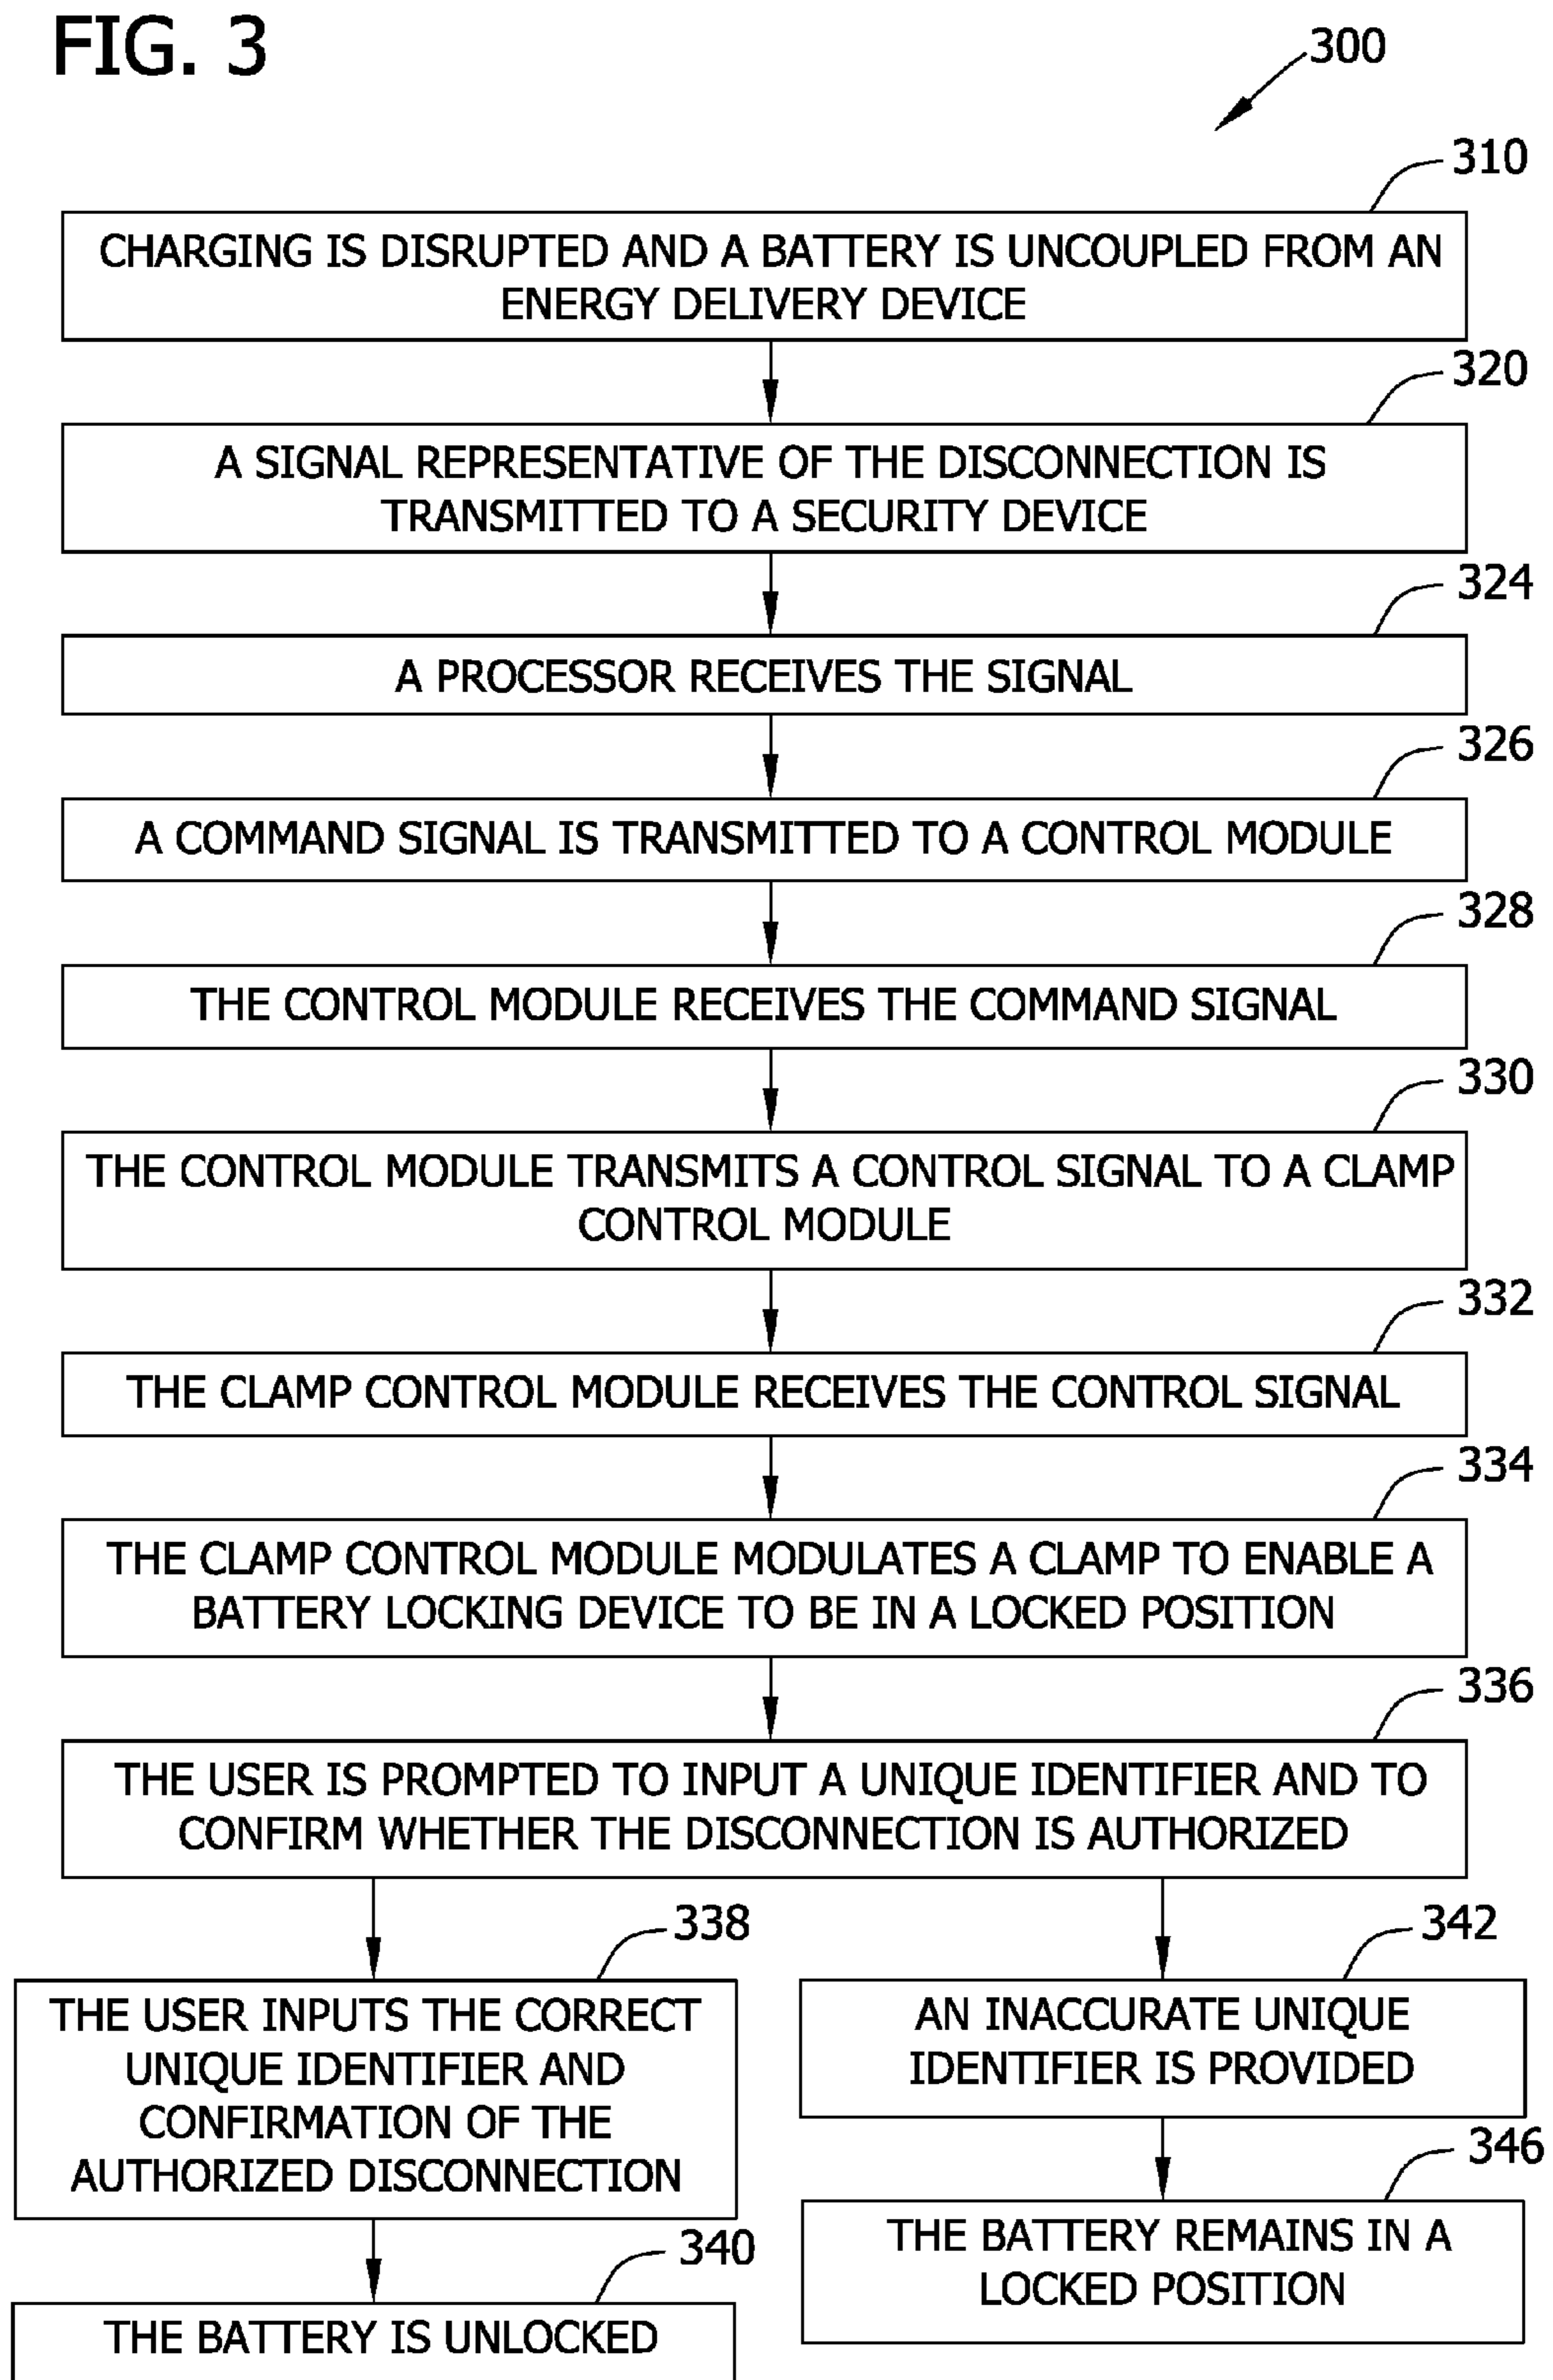 FIG. 3
300
310
CHARGING IS DISRUPTED AND A BATTERY IS UNCOUPLED FROM AN
ENERGY DELIVERY DEVICE
320
A SIGNAL REPRESENTATIVE OF THE DISCONNECTION IS
TRANSMITTED TO A SECURITY DEVICE
324
A PROCESSOR RECEIVES THE SIGNAL
326
A COMMAND SIGNAL IS TRANSMITTED TO A CONTROL MODULE
328
THE CONTROL MODULE RECEIVES THE COMMAND SIGNAL
330
THE CONTROL MODULE TRANSMITS A CONTROL SIGNAL TO A CLAMP
CONTROL MODULE
332
THE CLAMP CONTROL MODULE RECEIVES THE CONTROL SIGNAL
334
THE CLAMP CONTROL MODULE MODULATES A CLAMP TO ENABLE A
BATTERY LOCKING DEVICE TO BE IN A LOCKED POSITION
336
THE USER IS PROMPTED TO INPUT A UNIQUE IDENTIFIER AND TO
CONFIRM WHETHER THE DISCONNECTION IS AUTHORIZED
338
THE USER INPUTS THE CORRECT
UNIQUE IDENTIFIER AND
CONFIRMATION OF THE
AUTHORIZED DISCONNECTION
340
THE BATTERY IS UNLOCKED
342
AN INACCURATE UNIQUE
IDENTIFIER IS PROVIDED
346
THE BATTERY REMAINS IN A
LOCKED POSITION